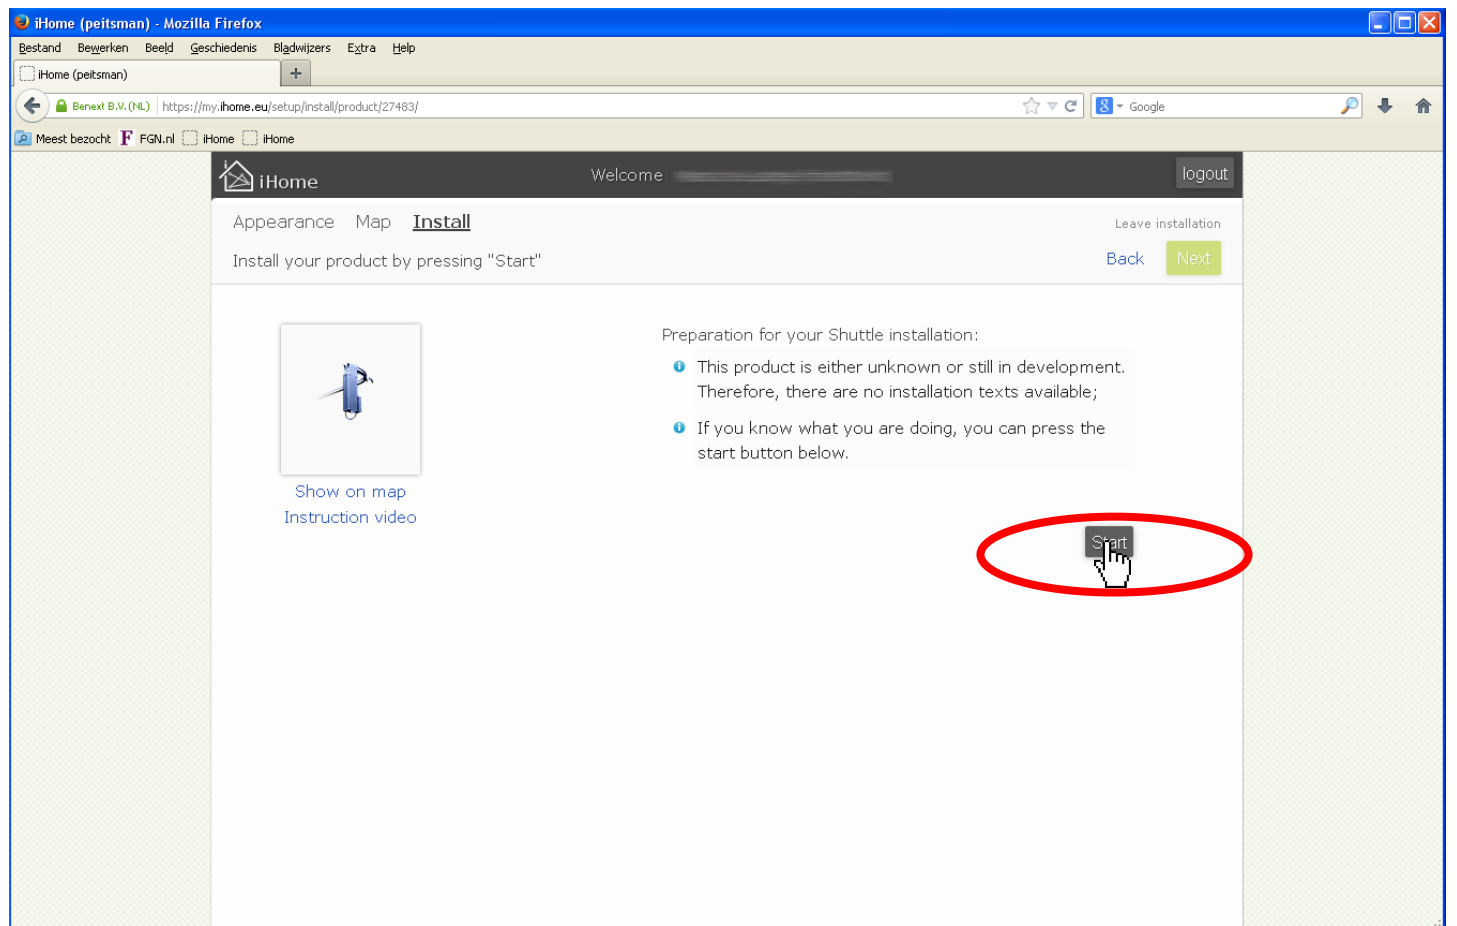 iHome (peitsman) - Mozilla Firefox
Bestand Bewerken Beeld Geschiedenis Bladwijzers Extra Help
iHome (peitsman) +
Benext B.V. (NL) https://my.ihome.eu/setup/install/product/27483/ 8 Google
Meest bezocht F FGN.nl iHome iHome
iHome Welcome logout
Appearance Map Install Leave installation
Install your product by pressing "Start" Back Next
Preparation for your Shuttle installation:
This product is either unknown or still in development.
Therefore, there are no installation texts available;
If you know what you are doing, you can press the
start button below.
Show on map
Instruction video
Start